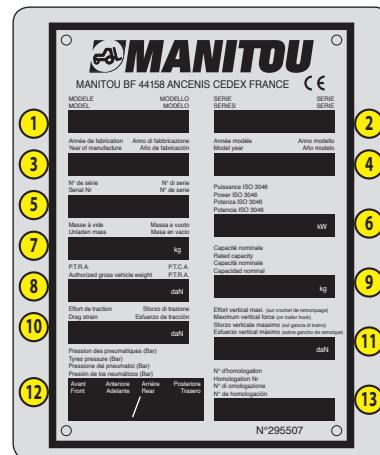 MANITOU
MANITOU BF 44158 ANCENIS CEDEX FRANCE CE
MODELE MODELLO
MODEL MODELO
1
SERIE SERIE
SERIES SERIE
2
Année de fabrication Anno di fabbricazione
Year of manufacture Año de fabricación
3
Année modèle Anno modello
Model year Año modelo
4
N° de série N° di serie
Serial Nr N° de serie
5
Puissance ISO 3046
Power ISO 3046
Potenza ISO 3046
Potencia ISO 3046
kW
6
Masse à vide Massa a vuoto
Unladen mass Masa en vacio
kg
7
P.T.R.A. P.T.C.A.
Authorized gross vehicle weight P.T.R.A.
daN
8
Capacité nominale
Rated capacity
Capacità nominale
Capacidad nominal
kg
9
Effort de traction Sforzo di trazione
Drag strain Esfuerzo de tracción
daN
10
Effort vertical maxi. (sur crochet de remorquage)
Maximum vertical force (on trailer hook)
Sforzo verticale massimo (sul gancia di traino)
Esfuerzo vertical máximo (sobre gancho de remolque)
daN
11
Pression des pneumatiques (Bar)
Tyres pressure (Bar)
Pressione dei pneumatici (Bar)
Presión de los neumáticos (Bar)
Avant Anteriore Arrière Posteriore
Front Adelante Rear Trasero
/
12
N° d'homologation
Homologation Nr
N° di omologazione
N° de homologación
13
N°295507